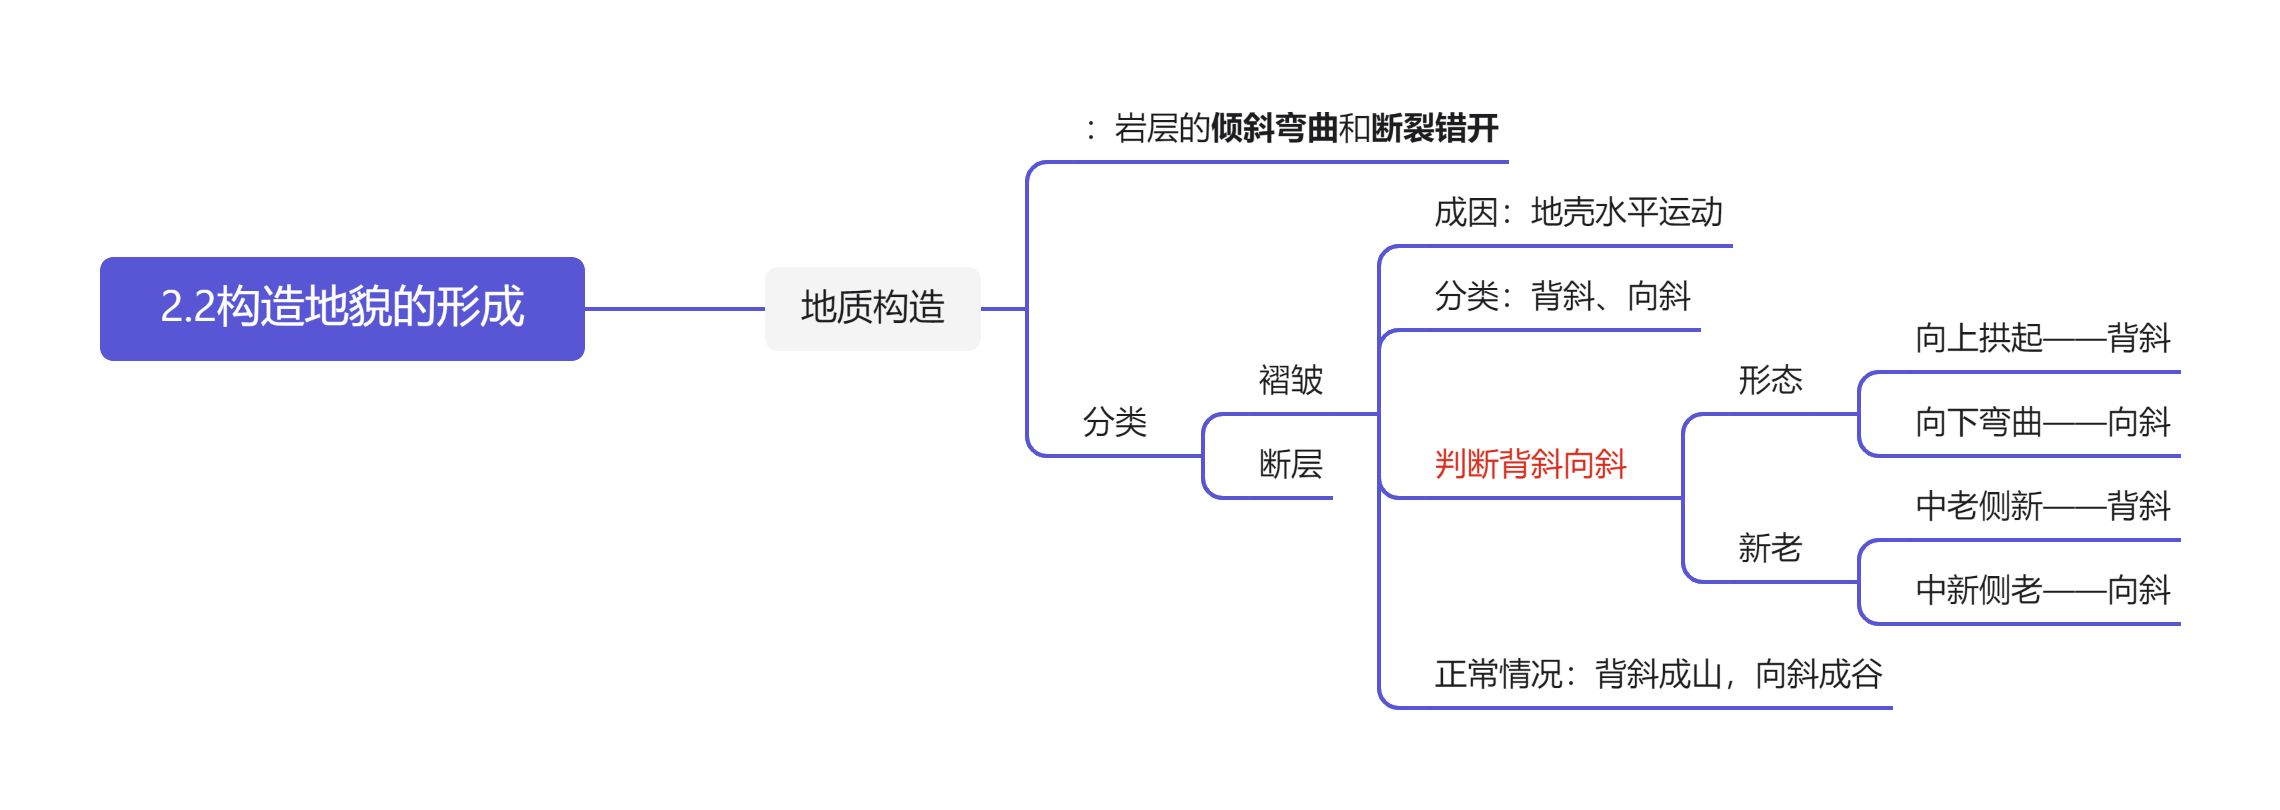 2.2构造地貌的形成
地质构造
：岩层的倾斜弯曲和断裂错开
分类
褶皱
成因：地壳水平运动
分类：背斜、向斜
判断背斜向斜
形态
向上拱起——背斜
向下弯曲——向斜
新老
中老侧新——背斜
中新侧老——向斜
正常情况：背斜成山，向斜成谷
断层